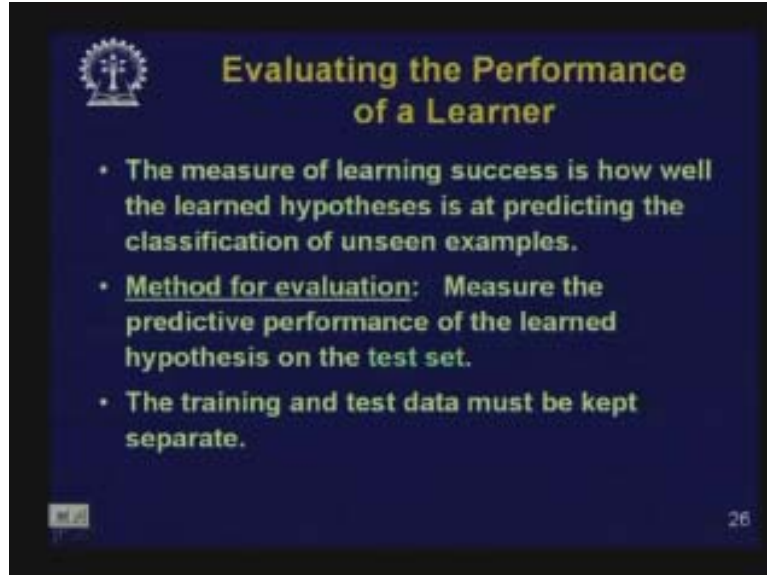 Evaluating the Performance
of a Learner
• The measure of learning success is how well
the learned hypotheses is at predicting the
classification of unseen examples.
• Method for evaluation: Measure the
predictive performance of the learned
hypothesis on the test set.
• The training and test data must be kept
separate.
26